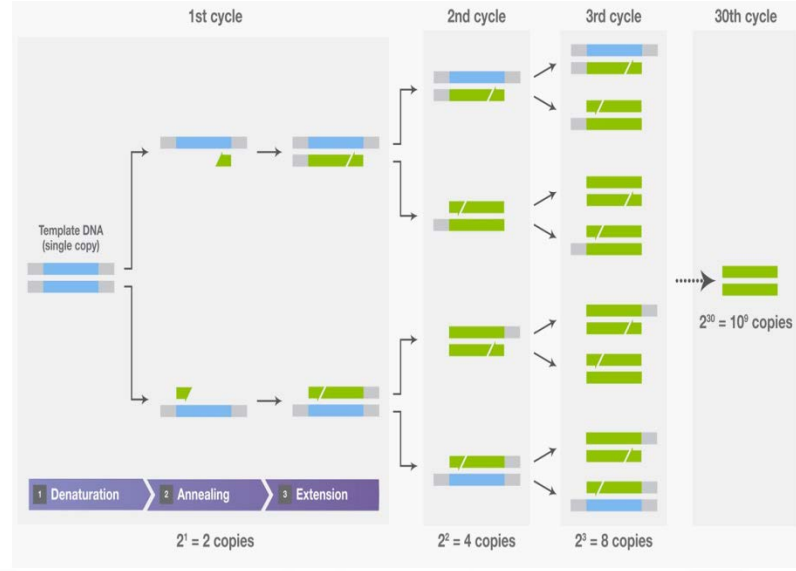 1st cycle
2nd cycle
3rd cycle
30th cycle
Template DNA
(single copy)
2³⁰ = 10⁹ copies
1 Denaturation
2 Annealing
3 Extension
2¹ = 2 copies
2² = 4 copies
2³ = 8 copies